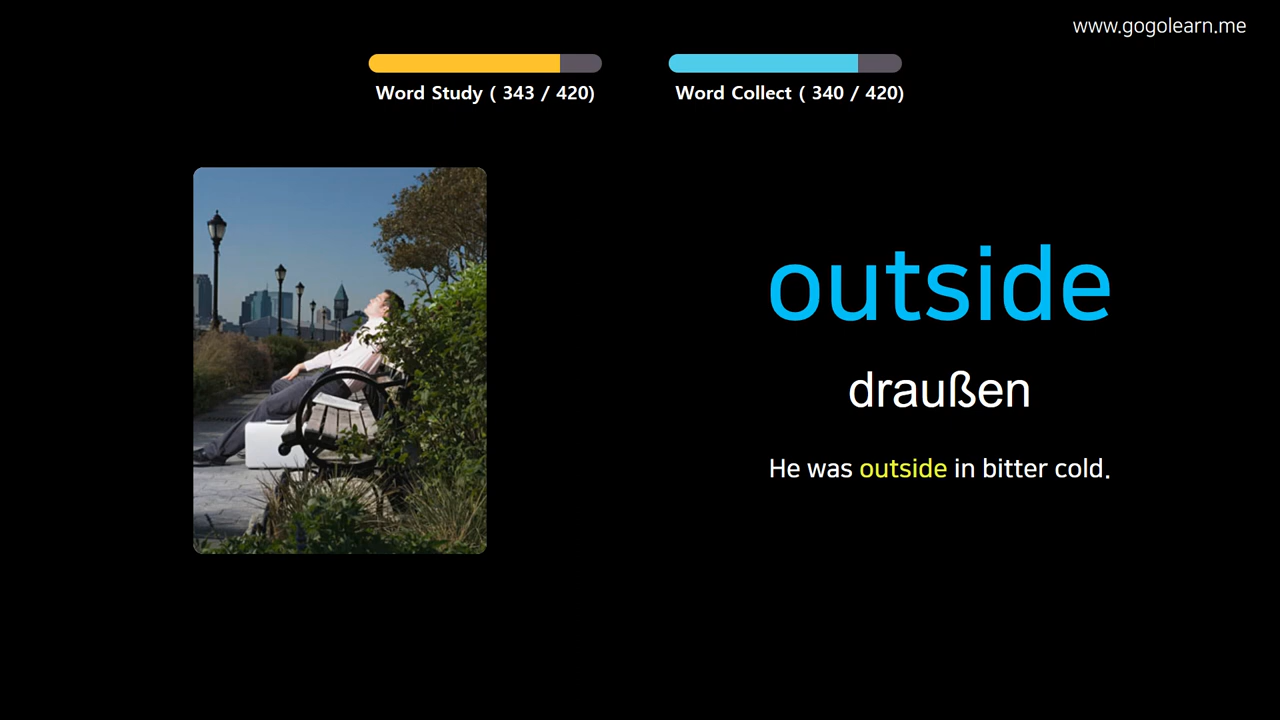 www.gogolearn.me
Word Study ( 343 / 420)
Word Collect ( 340 / 420)
outside
draußen
He was outside in bitter cold.